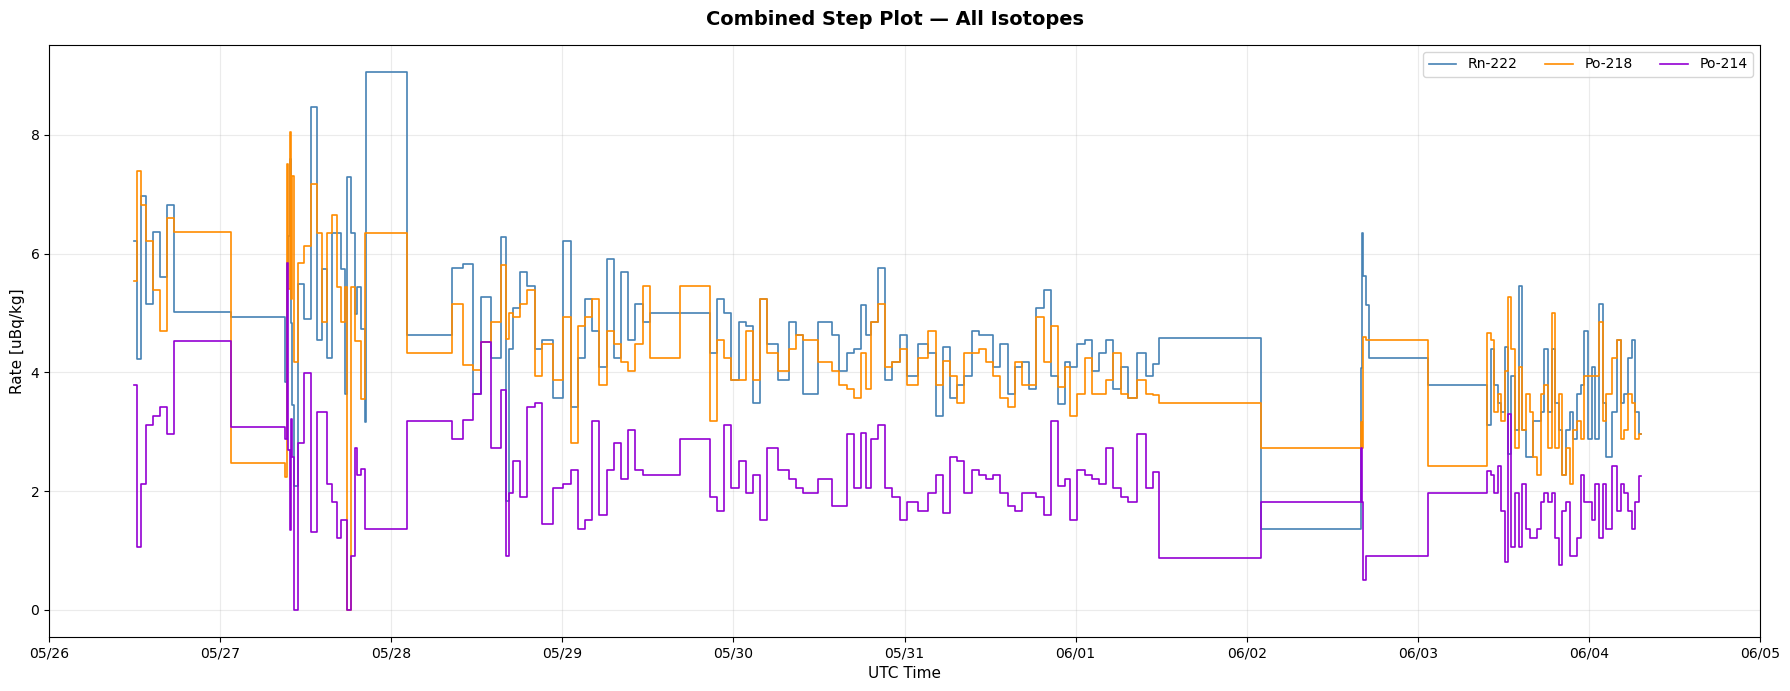 Combined Step Plot — All Isotopes
Rn-222 Po-218 Po-214
Rate [uBq/kg]
8
6
4
2
0
05/26 05/27 05/28 05/29 05/30 05/31 06/01 06/02 06/03 06/04 06/05
UTC Time